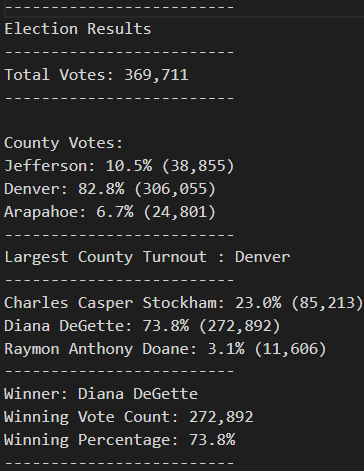 -------------------------
Election Results
-------------------------
Total Votes: 369,711
-------------------------

County Votes:
Jefferson: 10.5% (38,855)
Denver: 82.8% (306,055)
Arapahoe: 6.7% (24,801)
-------------------------
Largest County Turnout : Denver
-------------------------
Charles Casper Stockham: 23.0% (85,213)
Diana DeGette: 73.8% (272,892)
Raymon Anthony Doane: 3.1% (11,606)
-------------------------
Winner: Diana DeGette
Winning Vote Count: 272,892
Winning Percentage: 73.8%
-------------------------